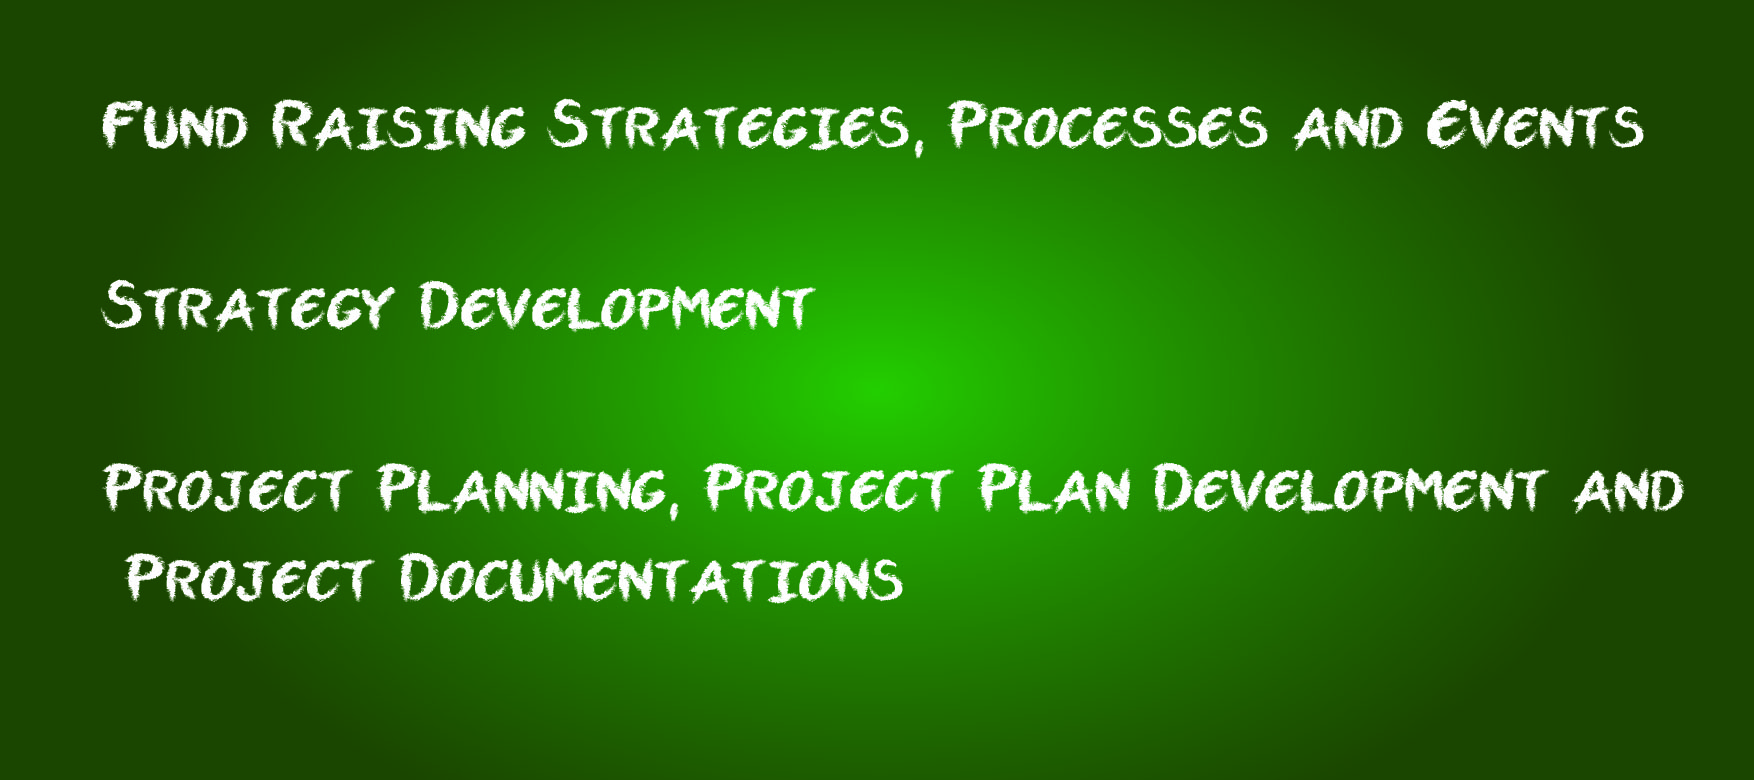 Fund Raising Strategies, Processes and Events
Strategy Development
Project Planning, Project Plan Development and
Project Documentations